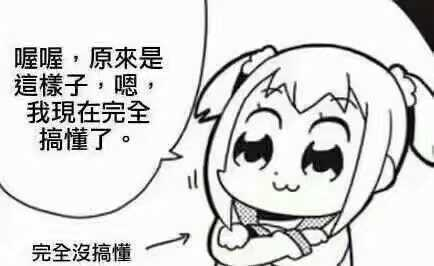 喔喔，原來是
這樣子，嗯，
我現在完全
搞懂了。
完全沒搞懂